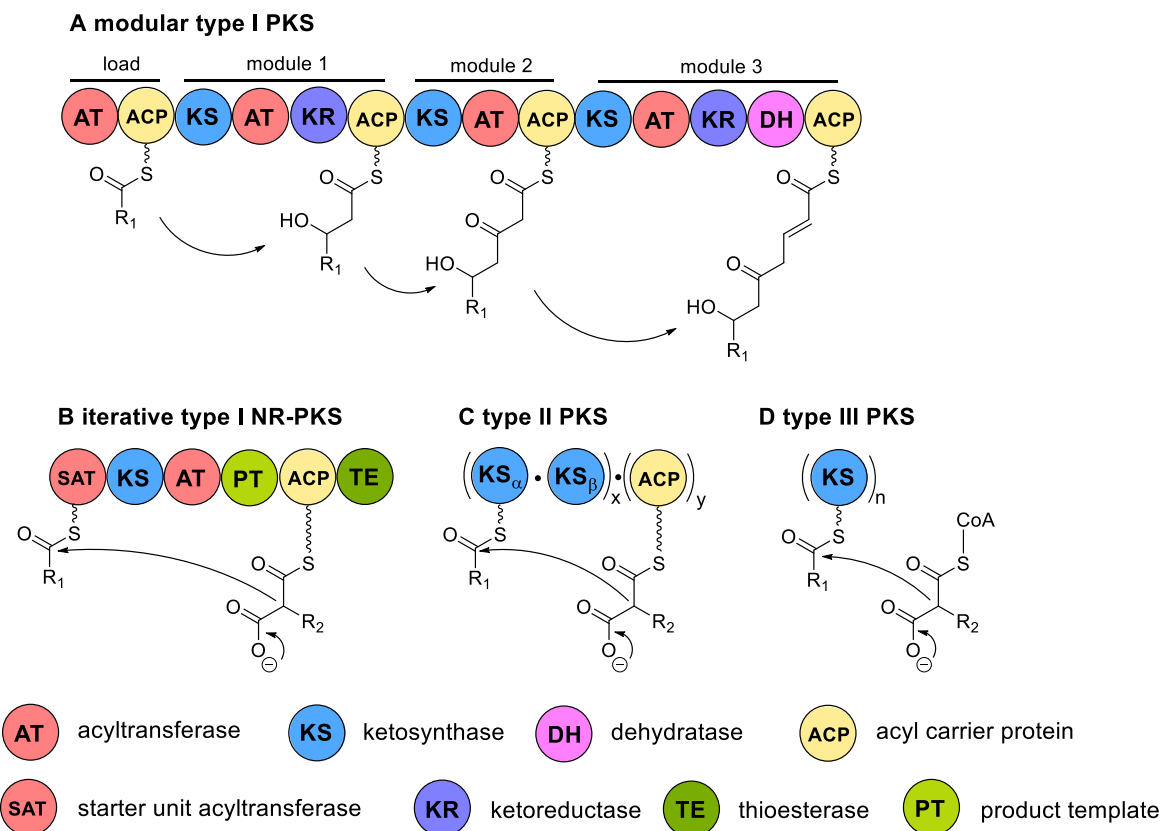 A modular type I PKS
load module 1 module 2 module 3
AT ACP KS AT KR ACP KS AT ACP KS AT KR DH ACP
O S R1
HO R1 O S
HO R1 O O S
HO R1 O O S
B iterative type I NR-PKS
C type II PKS
D type III PKS
SAT KS AT PT ACP TE
(KSα · KSβ)x · (ACP)y
(KS)n
O S R1 O S O R2 O ⊖
O S R1 O S O R2 O ⊖
O S R1 CoA O S O R2 O ⊖
AT acyltransferase KS ketosynthase DH dehydratase ACP acyl carrier protein
SAT starter unit acyltransferase KR ketoreductase TE thioesterase PT product template